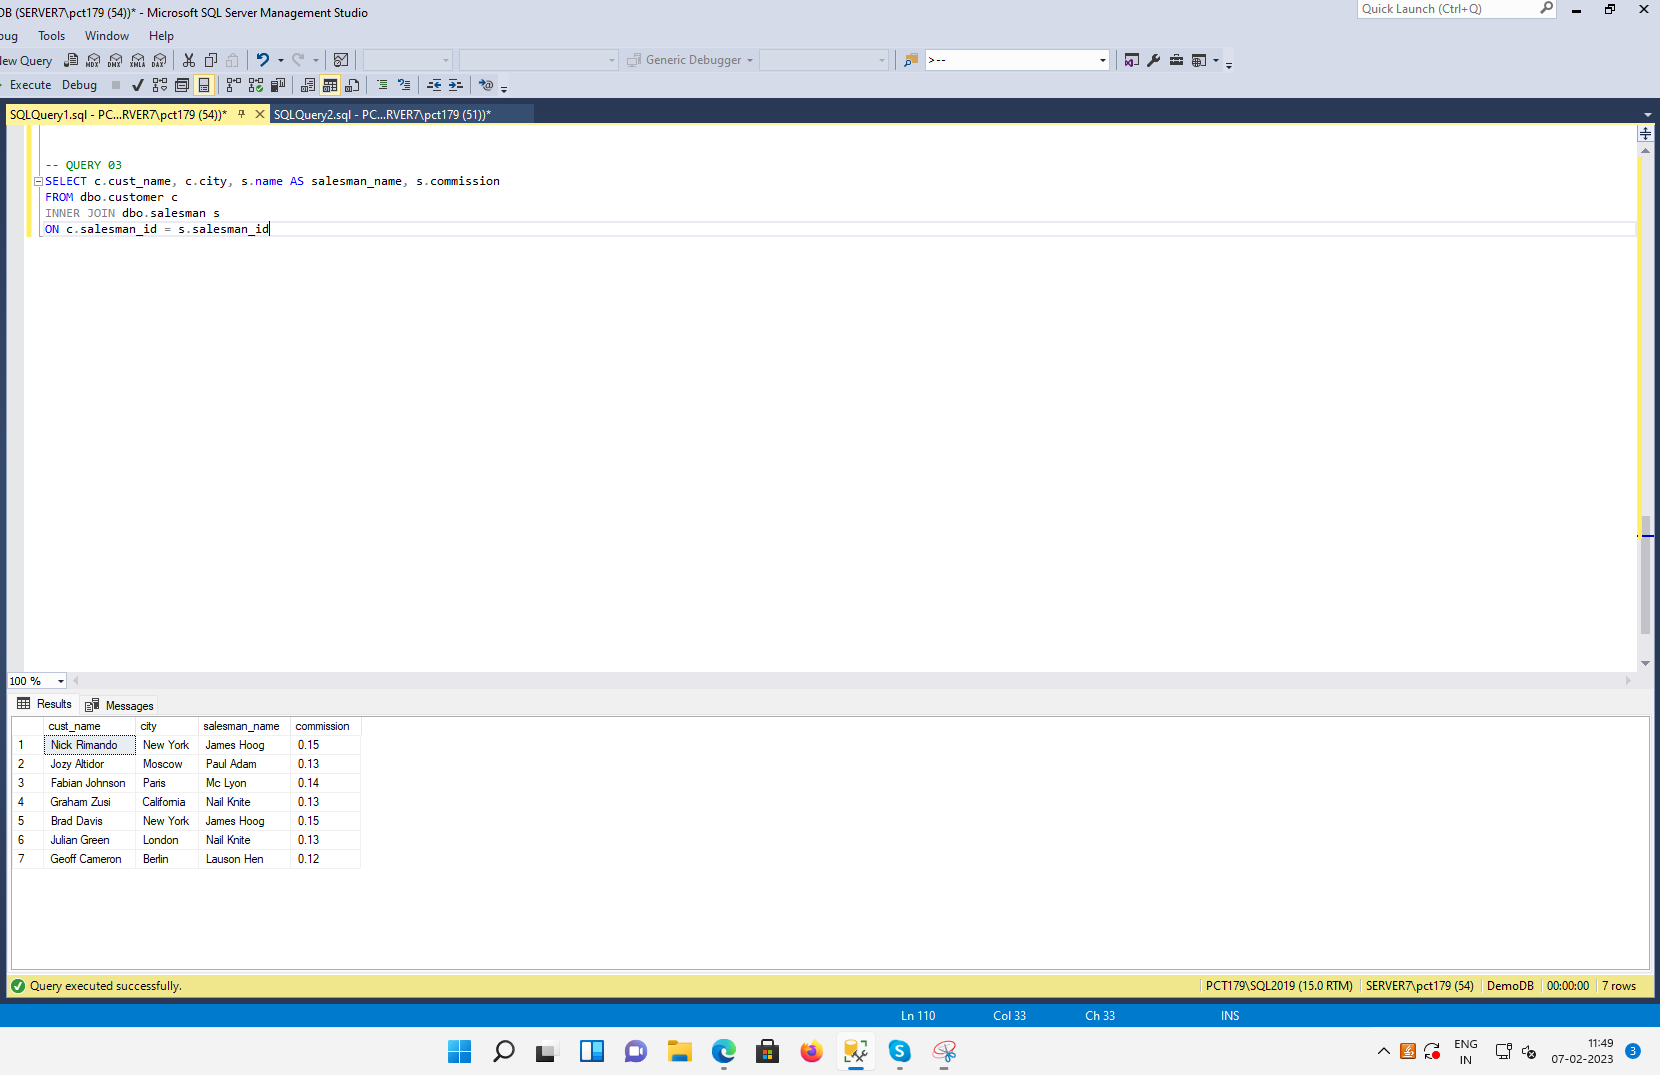 DB (SERVER7\pct179 (54))* - Microsoft SQL Server Management Studio
Quick Launch (Ctrl+Q)
Tools Window Help
Query
MDX DMX XMLA DAX
Generic Debugger
>--
Execute Debug
SQLQuery1.sql - PC...RVER7\pct179 (54))*
SQLQuery2.sql - PC...RVER7\pct179 (51))*
-- QUERY 03
SELECT c.cust_name, c.city, s.name AS salesman_name, s.commission
FROM dbo.customer c
INNER JOIN dbo.salesman s
ON c.salesman_id = s.salesman_id
100 %
Results Messages
cust_name city salesman_name commission
1 Nick Rimando New York James Hoog 0.15
2 Jozy Altidor Moscow Paul Adam 0.13
3 Fabian Johnson Paris Mc Lyon 0.14
4 Graham Zusi California Nail Knite 0.13
5 Brad Davis New York James Hoog 0.15
6 Julian Green London Nail Knite 0.13
7 Geoff Cameron Berlin Lauson Hen 0.12
Query executed successfully.
PCT179\SQL2019 (15.0 RTM) SERVER7\pct179 (54) DemoDB 00:00:00 7 rows
Ln 110 Col 33 Ch 33 INS
ENG
IN
11:49
07-02-2023
3